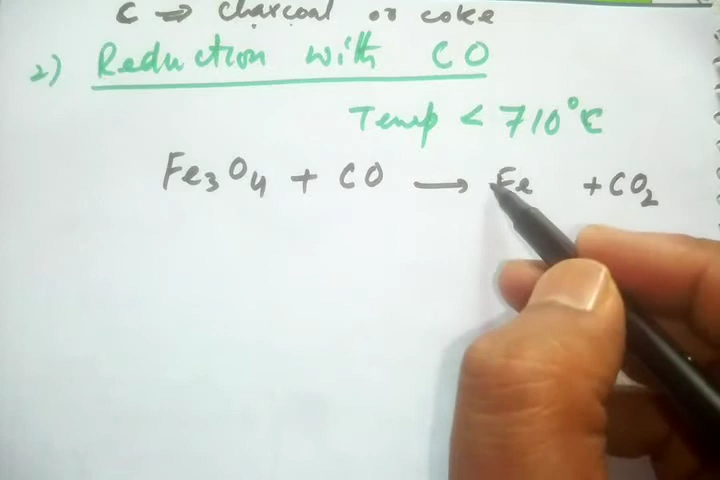 C ⇒ charcoal or coke
2) Reduction with CO
Temp < 710°C
Fe₃O₄ + CO → Fe + CO₂